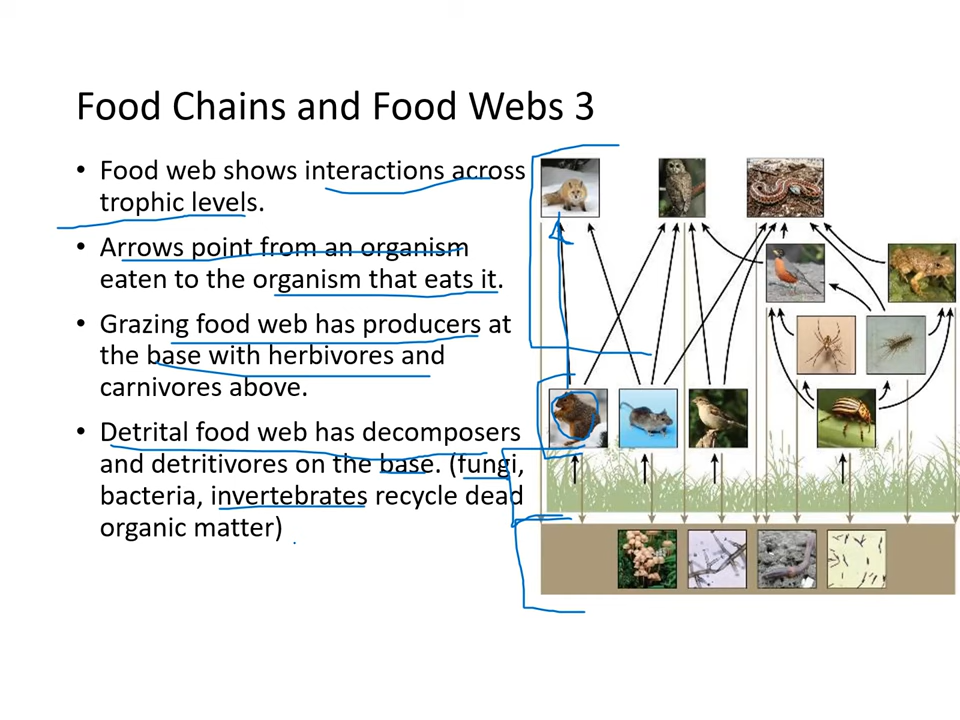 Food Chains and Food Webs 3
• Food web shows interactions across
trophic levels.
• Arrows point from an organism
eaten to the organism that eats it.
• Grazing food web has producers at
the base with herbivores and
carnivores above.
• Detrital food web has decomposers
and detritivores on the base. (fungi,
bacteria, invertebrates recycle dead
organic matter)